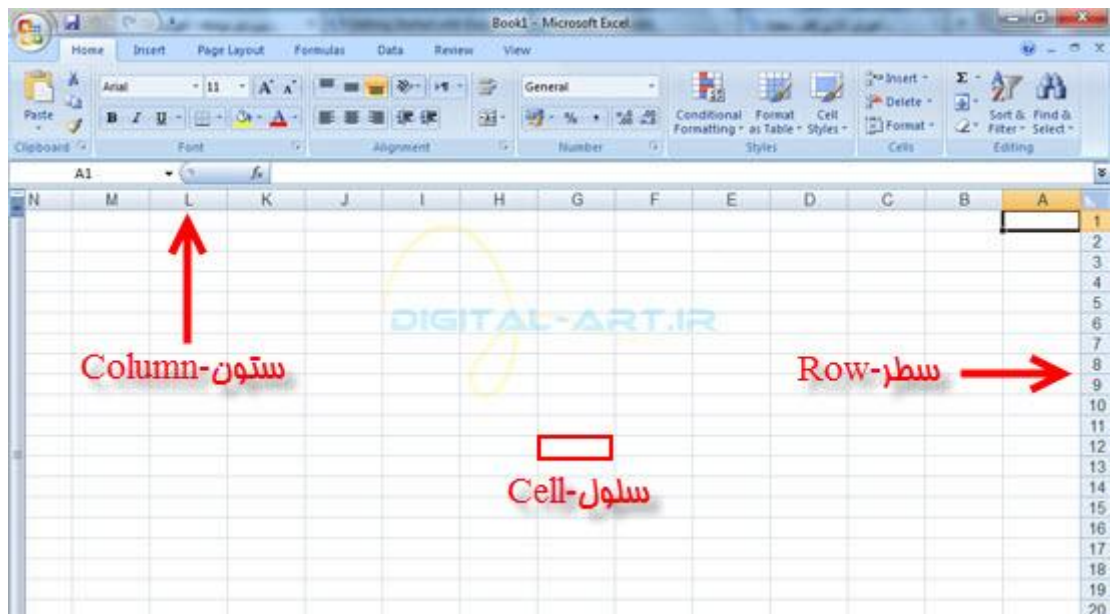 Book1 - Microsoft Excel
Home Insert Page Layout Formulas Data Review View
Arial 11 General
Paste B I U % Conditional Formatting Format as Table Cell Styles Insert Delete Format Σ Sort & Filter Find & Select
Clipboard Font Alignment Number Styles Cells Editing
A1 fx
N M L K J I H G F E D C B A
1
2
3
4
5
6
DIGITAL-ART.IR
7
8
ستون-Column
سطر-Row
9
10
11
12
13
سلول-Cell
14
15
16
17
18
19
20